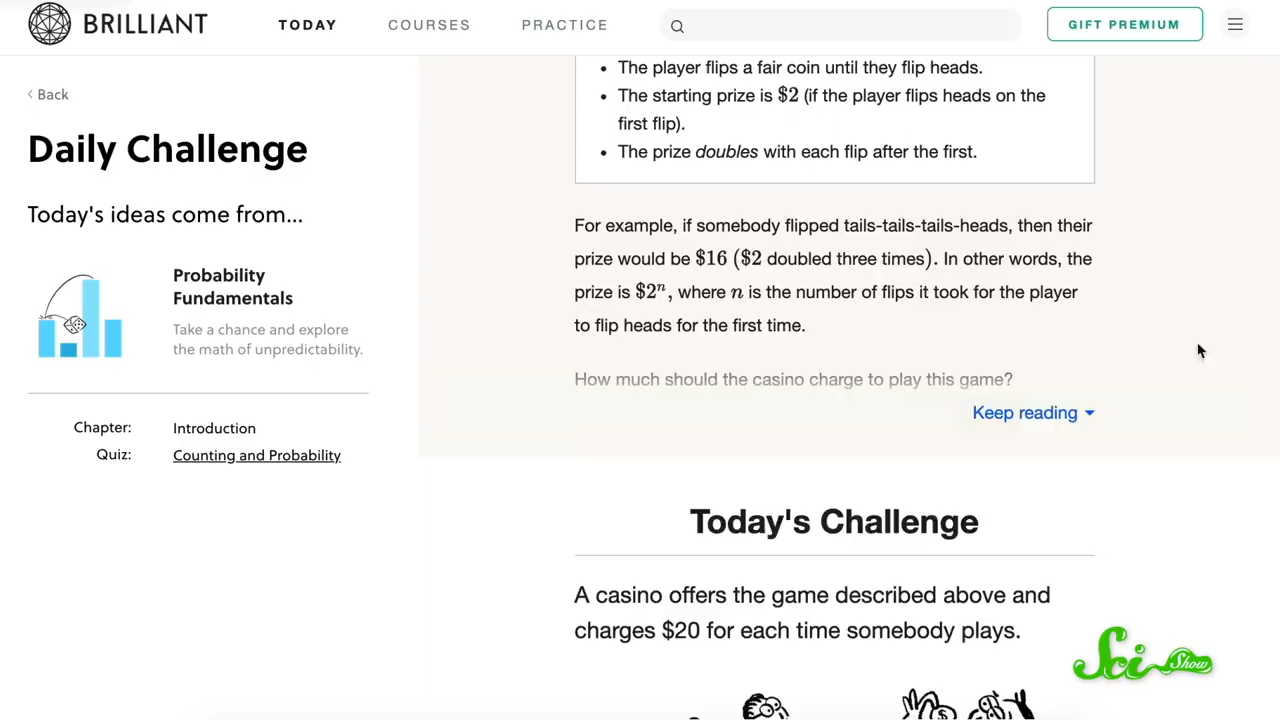 BRILLIANT
TODAY
COURSES
PRACTICE
GIFT PREMIUM
Back
Daily Challenge
Today's ideas come from...
Probability
Fundamentals
Take a chance and explore
the math of unpredictability.
Chapter: Introduction
Quiz: Counting and Probability
• The player flips a fair coin until they flip heads.
• The starting prize is $2 (if the player flips heads on the
first flip).
• The prize doubles with each flip after the first.
For example, if somebody flipped tails-tails-tails-heads, then their
prize would be $16 ($2 doubled three times). In other words, the
prize is $2ⁿ, where n is the number of flips it took for the player
to flip heads for the first time.
How much should the casino charge to play this game?
Keep reading
Today's Challenge
A casino offers the game described above and
charges $20 for each time somebody plays.
Sci Show